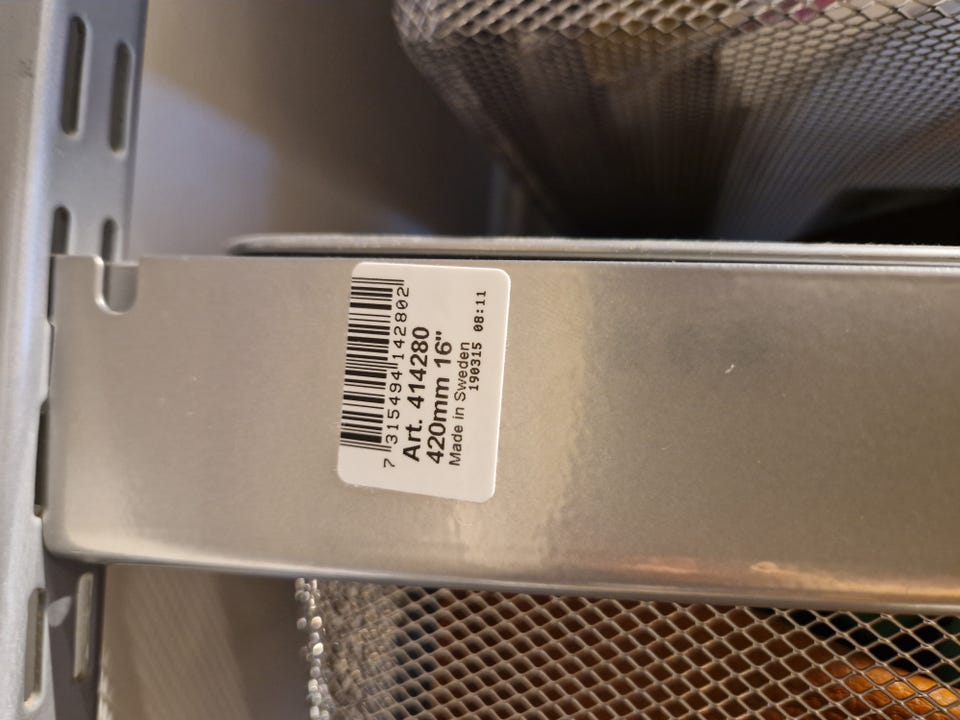 7 315494 142802
Art. 414280
420mm 16"
Made in Sweden
190315 08:11